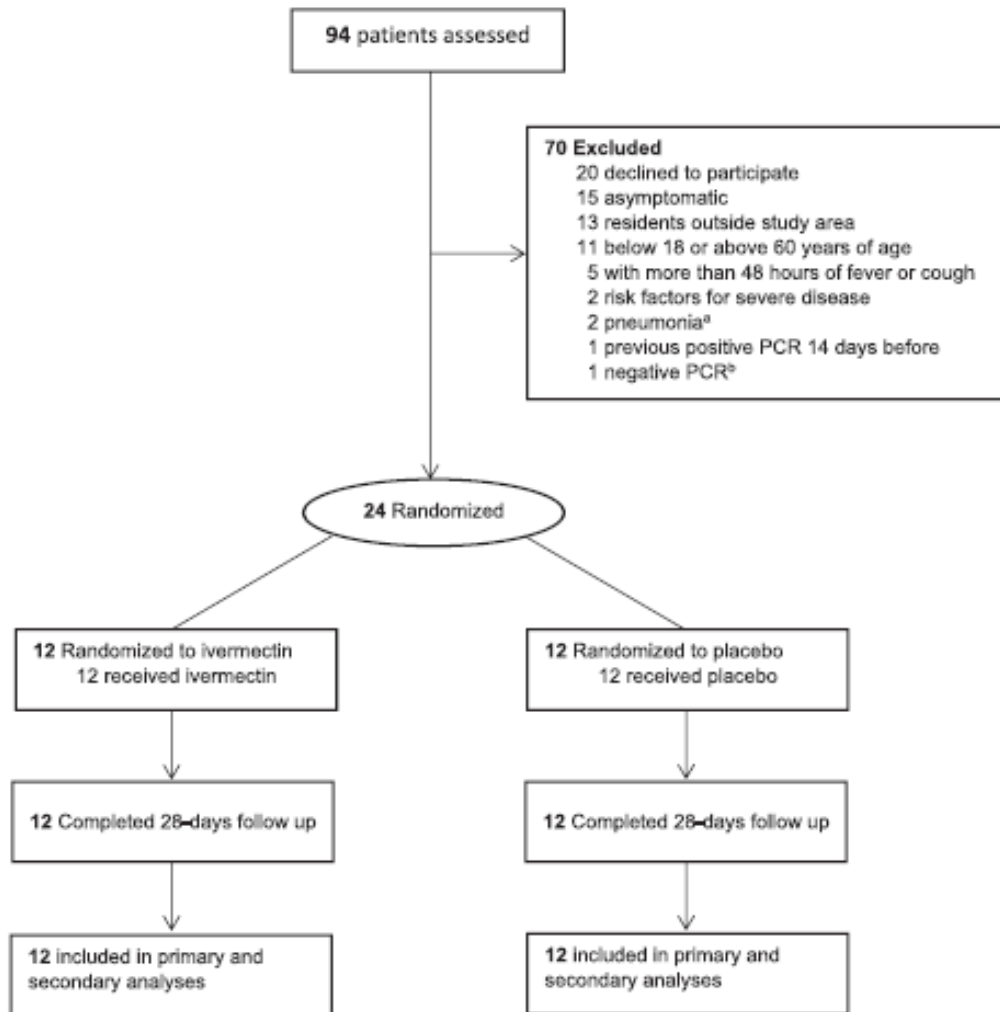 94 patients assessed
70 Excluded
20 declined to participate
15 asymptomatic
13 residents outside study area
11 below 18 or above 60 years of age
5 with more than 48 hours of fever or cough
2 risk factors for severe disease
2 pneumoniaᵃ
1 previous positive PCR 14 days before
1 negative PCRᵇ
24 Randomized
12 Randomized to ivermectin
12 received ivermectin
12 Randomized to placebo
12 received placebo
12 Completed 28-days follow up
12 Completed 28-days follow up
12 included in primary and
secondary analyses
12 included in primary and
secondary analyses